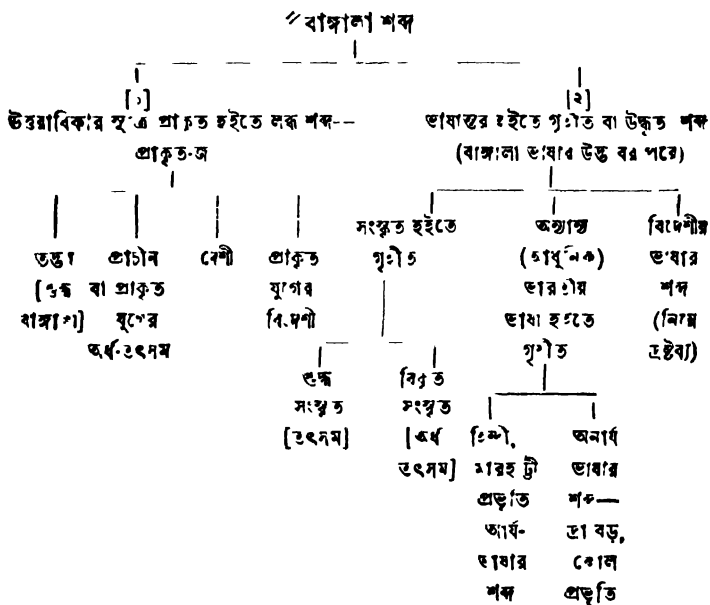 বাঙ্গালা শব্দ
[১]
উত্তরাধিকার সূত্রে প্রাকৃত হইতে লব্ধ শব্দ--
প্রাকৃত-জ
[২]
ভাষান্তর হইতে গৃহীত বা উদ্ধৃত শব্দ
(বাঙ্গালা ভাষার উদ্ভবের পরে)
তদ্ভব
[শুদ্ধ
বাঙ্গালা]
প্রাচীন
বা প্রাকৃত
যুগের
অর্ধ-তৎসম
দেশী
প্রাকৃত
যুগের
বিদেশী
সংস্কৃত হইতে
গৃহীত
শুদ্ধ
সংস্কৃত
[তৎসম]
বিকৃত
সংস্কৃত
[অর্ধ
তৎসম]
অন্যান্য
(আধুনিক)
ভারতীয়
ভাষা হইতে
গৃহীত
হিন্দী,
মারহাট্টী
প্রভৃতি
আর্য-
ভাষার
শব্দ
অনার্য
ভাষার
শব্দ—
দ্রাবিড়,
কোল
প্রভৃতি
বিদেশীয়
ভাষার
শব্দ
(নিম্নে
দ্রষ্টব্য)